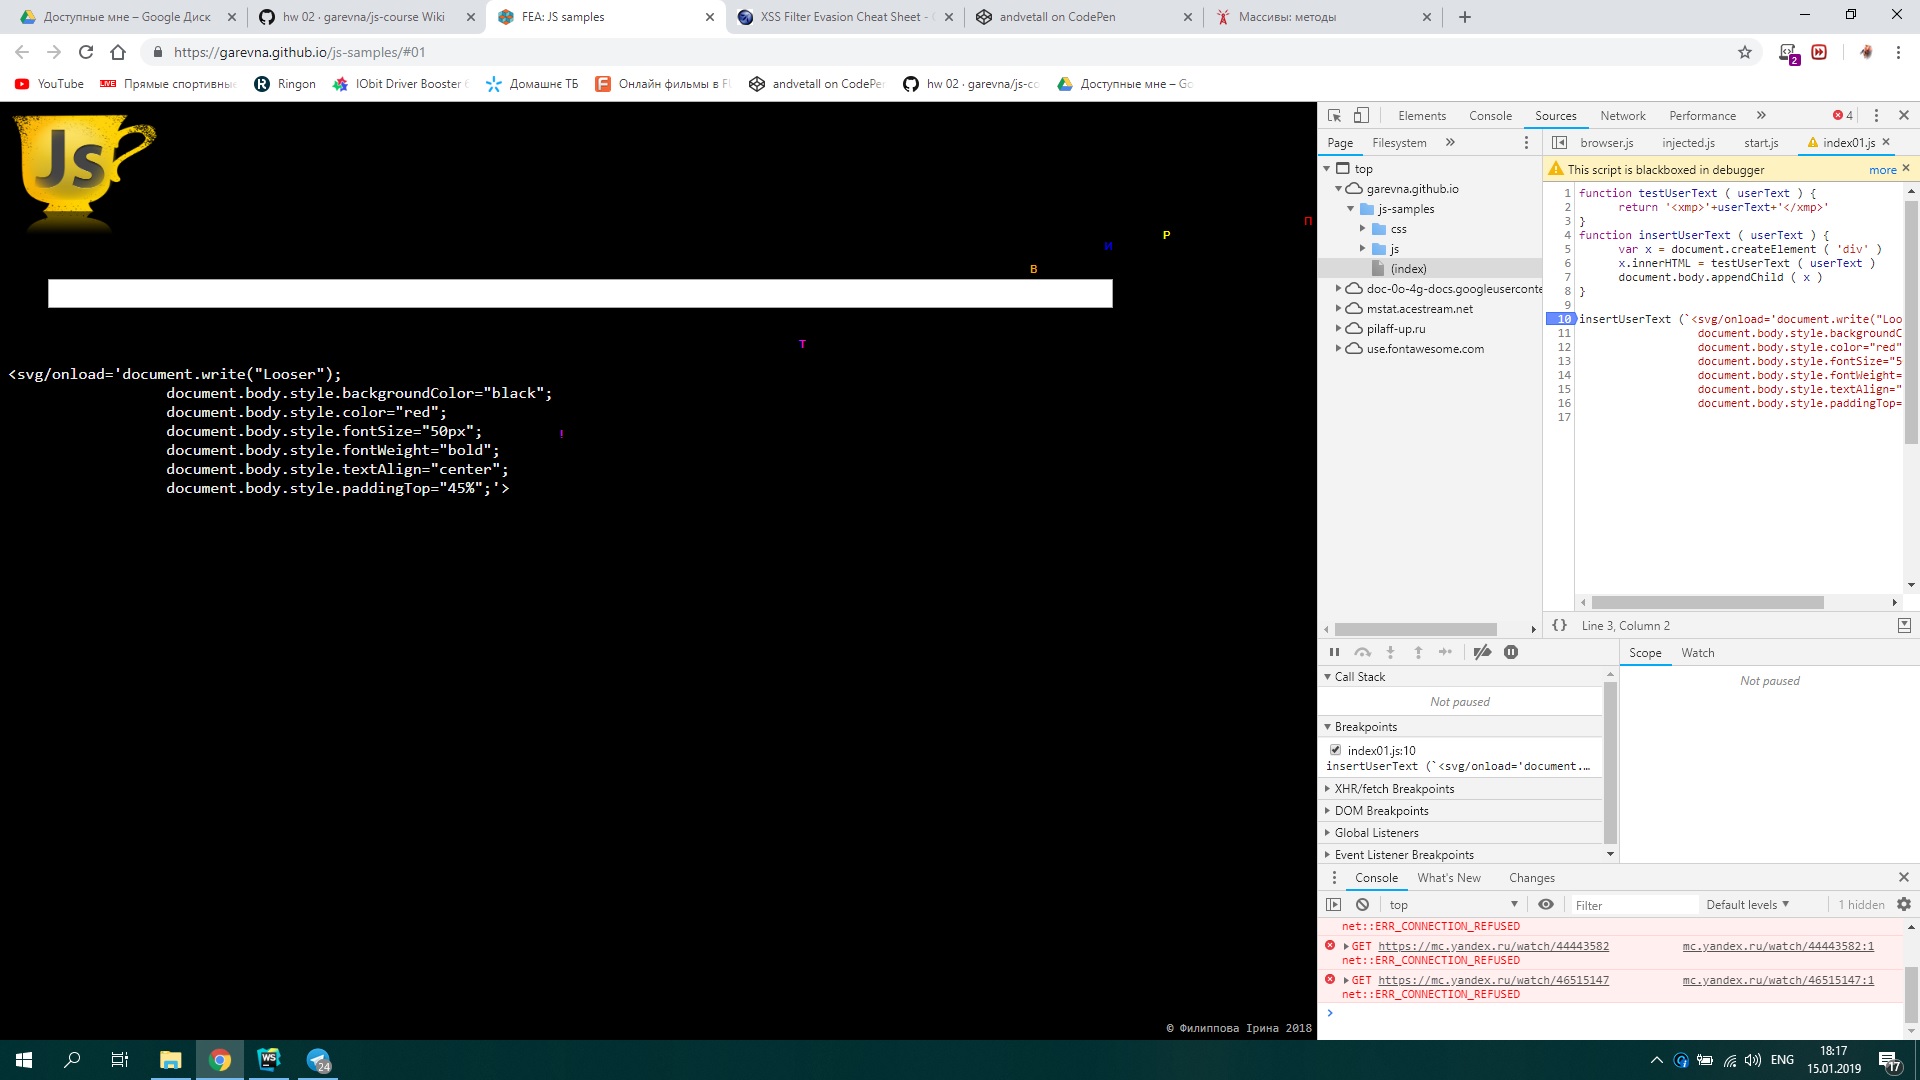 Доступные мне – Google Диск
hw 02 · garevna/js-course Wiki
FEA: JS samples
XSS Filter Evasion Cheat Sheet -
andvetall on CodePen
Массивы: методы
https://garevna.github.io/js-samples/#01
2
YouTube
LIVE Прямые спортивные
Ringon
IObit Driver Booster
Домашнє ТБ
Онлайн фильмы в
andvetall on CodePen
hw 02 · garevna/js-co
Доступные мне – Go
Js
П
Р
И
В
Т
!
<svg/onload='document.write("Looser");
document.body.style.backgroundColor="black";
document.body.style.color="red";
document.body.style.fontSize="50px";
document.body.style.fontWeight="bold";
document.body.style.textAlign="center";
document.body.style.paddingTop="45%";'>
© Филиппова Ірина 2018
Elements
Console
Sources
Network
Performance
4
Page
Filesystem
browser.js
injected.js
start.js
index01.js
This script is blackboxed in debugger
more
top
garevna.github.io
js-samples
css
js
(index)
doc-0o-4g-docs.googleuserconte
mstat.acestream.net
pilaff-up.ru
use.fontawesome.com
1 function testUserText ( userText ) {
2 return '<xmp>'+userText+'</xmp>'
3 }
4 function insertUserText ( userText ) {
5 var x = document.createElement ( 'div' )
6 x.innerHTML = testUserText ( userText )
7 document.body.appendChild ( x )
8 }
9
10 insertUserText (`<svg/onload='document.write("Loo
11 document.body.style.backgroundC
12 document.body.style.color="red"
13 document.body.style.fontSize="5
14 document.body.style.fontWeight=
15 document.body.style.textAlign="
16 document.body.style.paddingTop=
17
{} Line 3, Column 2
Scope
Watch
Call Stack
Not paused
Not paused
Breakpoints
index01.js:10
insertUserText (`<svg/onload='document.…
XHR/fetch Breakpoints
DOM Breakpoints
Global Listeners
Event Listener Breakpoints
Console
What's New
Changes
top
Filter
Default levels
1 hidden
net::ERR_CONNECTION_REFUSED
GET https://mc.yandex.ru/watch/44443582 mc.yandex.ru/watch/44443582:1
net::ERR_CONNECTION_REFUSED
GET https://mc.yandex.ru/watch/46515147 mc.yandex.ru/watch/46515147:1
net::ERR_CONNECTION_REFUSED
>
WS
24
ENG
18:17
15.01.2019
17